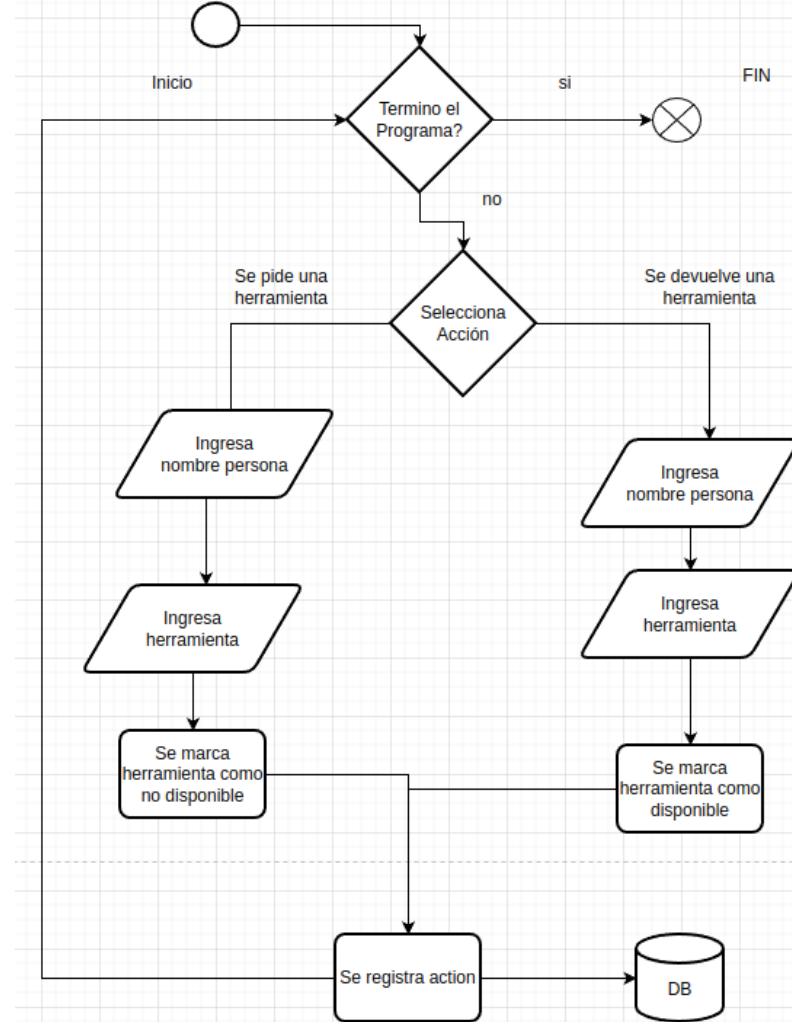 Inicio
Termino el
Programa?
si
FIN
no
Se pide una
herramienta
Selecciona
Acción
Se devuelve una
herramienta
Ingresa
nombre persona
Ingresa
nombre persona
Ingresa
herramienta
Ingresa
herramienta
Se marca
herramienta como
no disponible
Se marca
herramienta como
disponible
Se registra action
DB